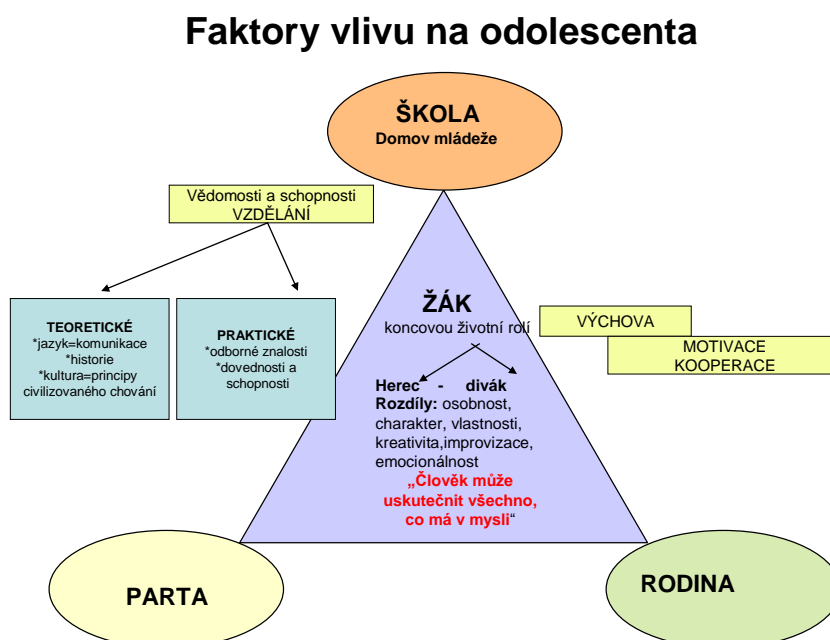 Faktory vlivu na odolescenta
ŠKOLA
Domov mládeže
Vědomosti a schopnosti
VZDĚLÁNÍ
TEORETICKÉ
*jazyk=komunikace
*historie
*kultura=principy
civilizovaného chování
PRAKTICKÉ
*odborné znalosti
*dovednosti a
schopnosti
ŽÁK
koncovou životní rolí
VÝCHOVA
MOTIVACE
KOOPERACE
Herec - divák
Rozdíly: osobnost,
charakter, vlastnosti,
kreativita,improvizace,
emocionálnost
„Člověk může
uskutečnit všechno,
co má v mysli“
PARTA
RODINA